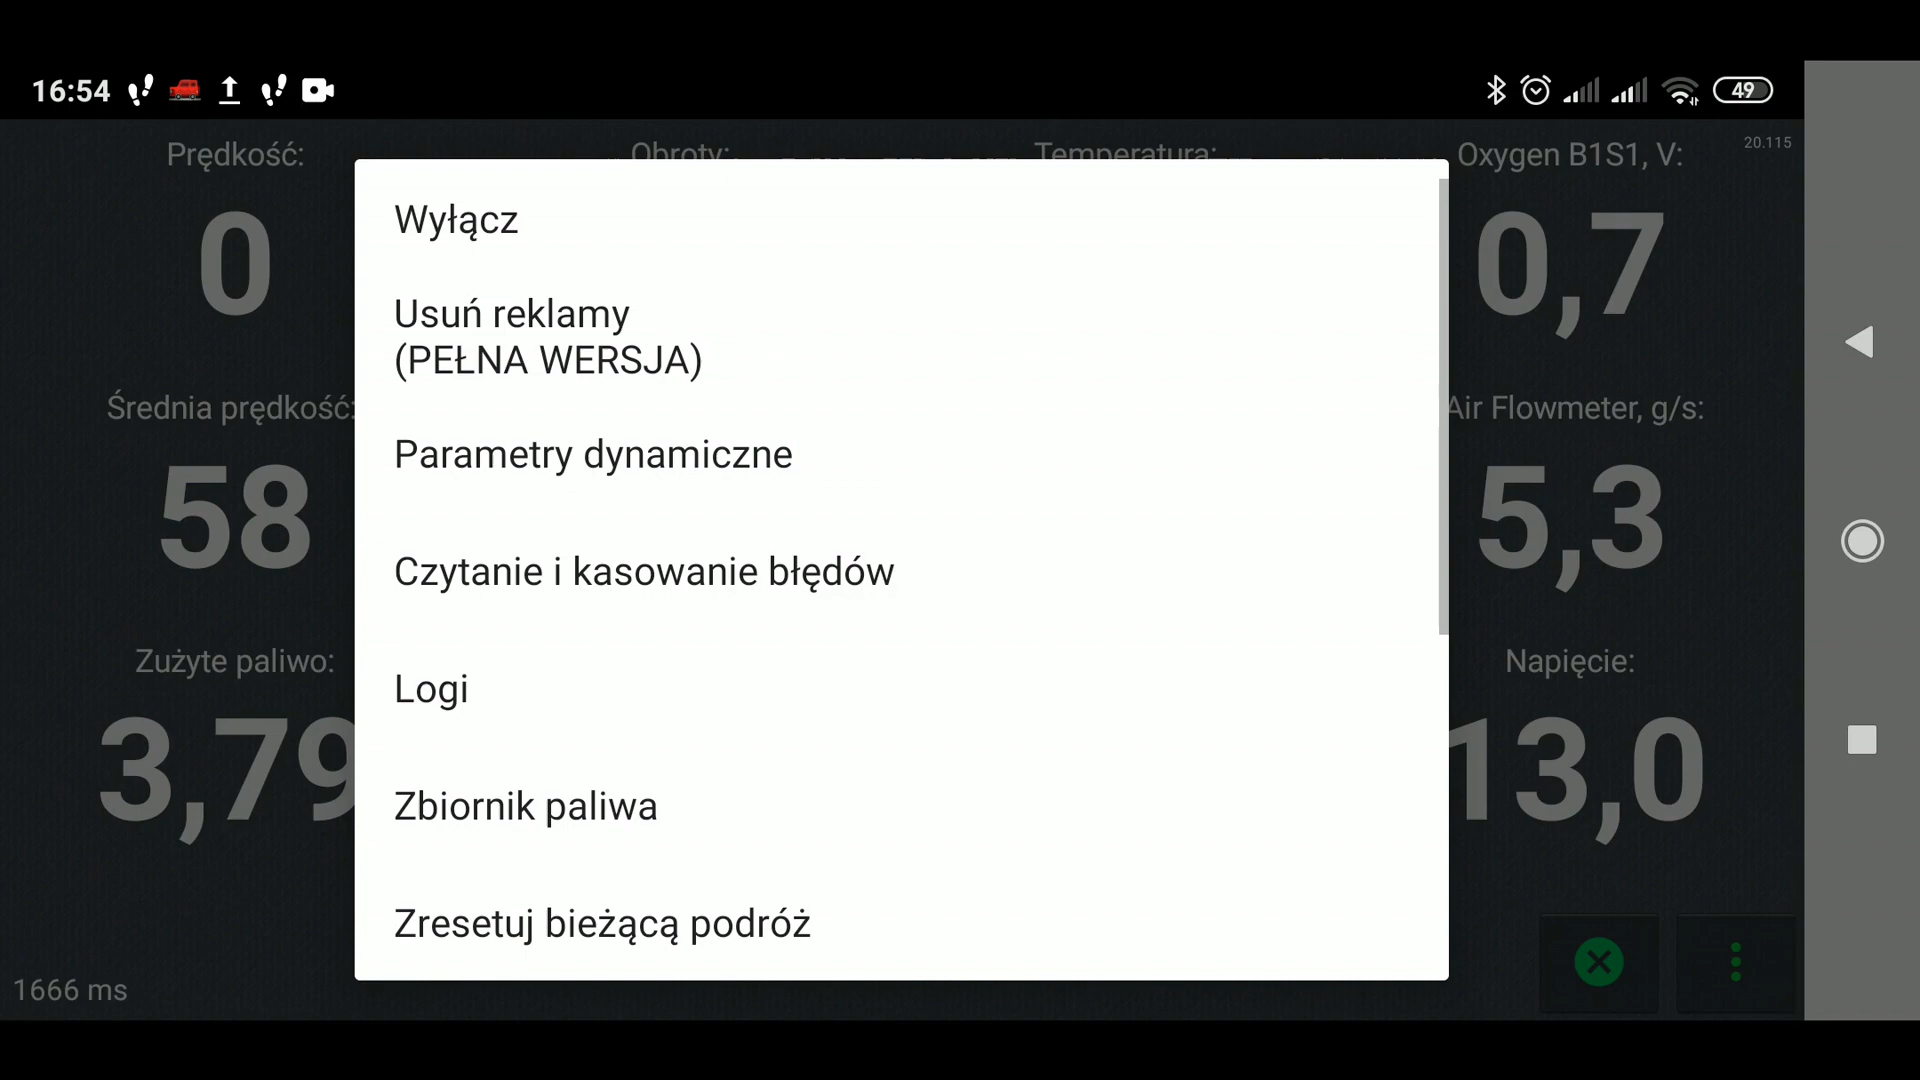 16:54
49
20.115
Prędkość:
Obroty:
Temperatura:
Oxygen B1S1, V:
0
0,7
Średnia prędkość:
Air Flowmeter, g/s:
58
5,3
Zużyte paliwo:
Napięcie:
3,79
13,0
1666 ms
Wyłącz
Usuń reklamy
(PEŁNA WERSJA)
Parametry dynamiczne
Czytanie i kasowanie błędów
Logi
Zbiornik paliwa
Zresetuj bieżącą podróż